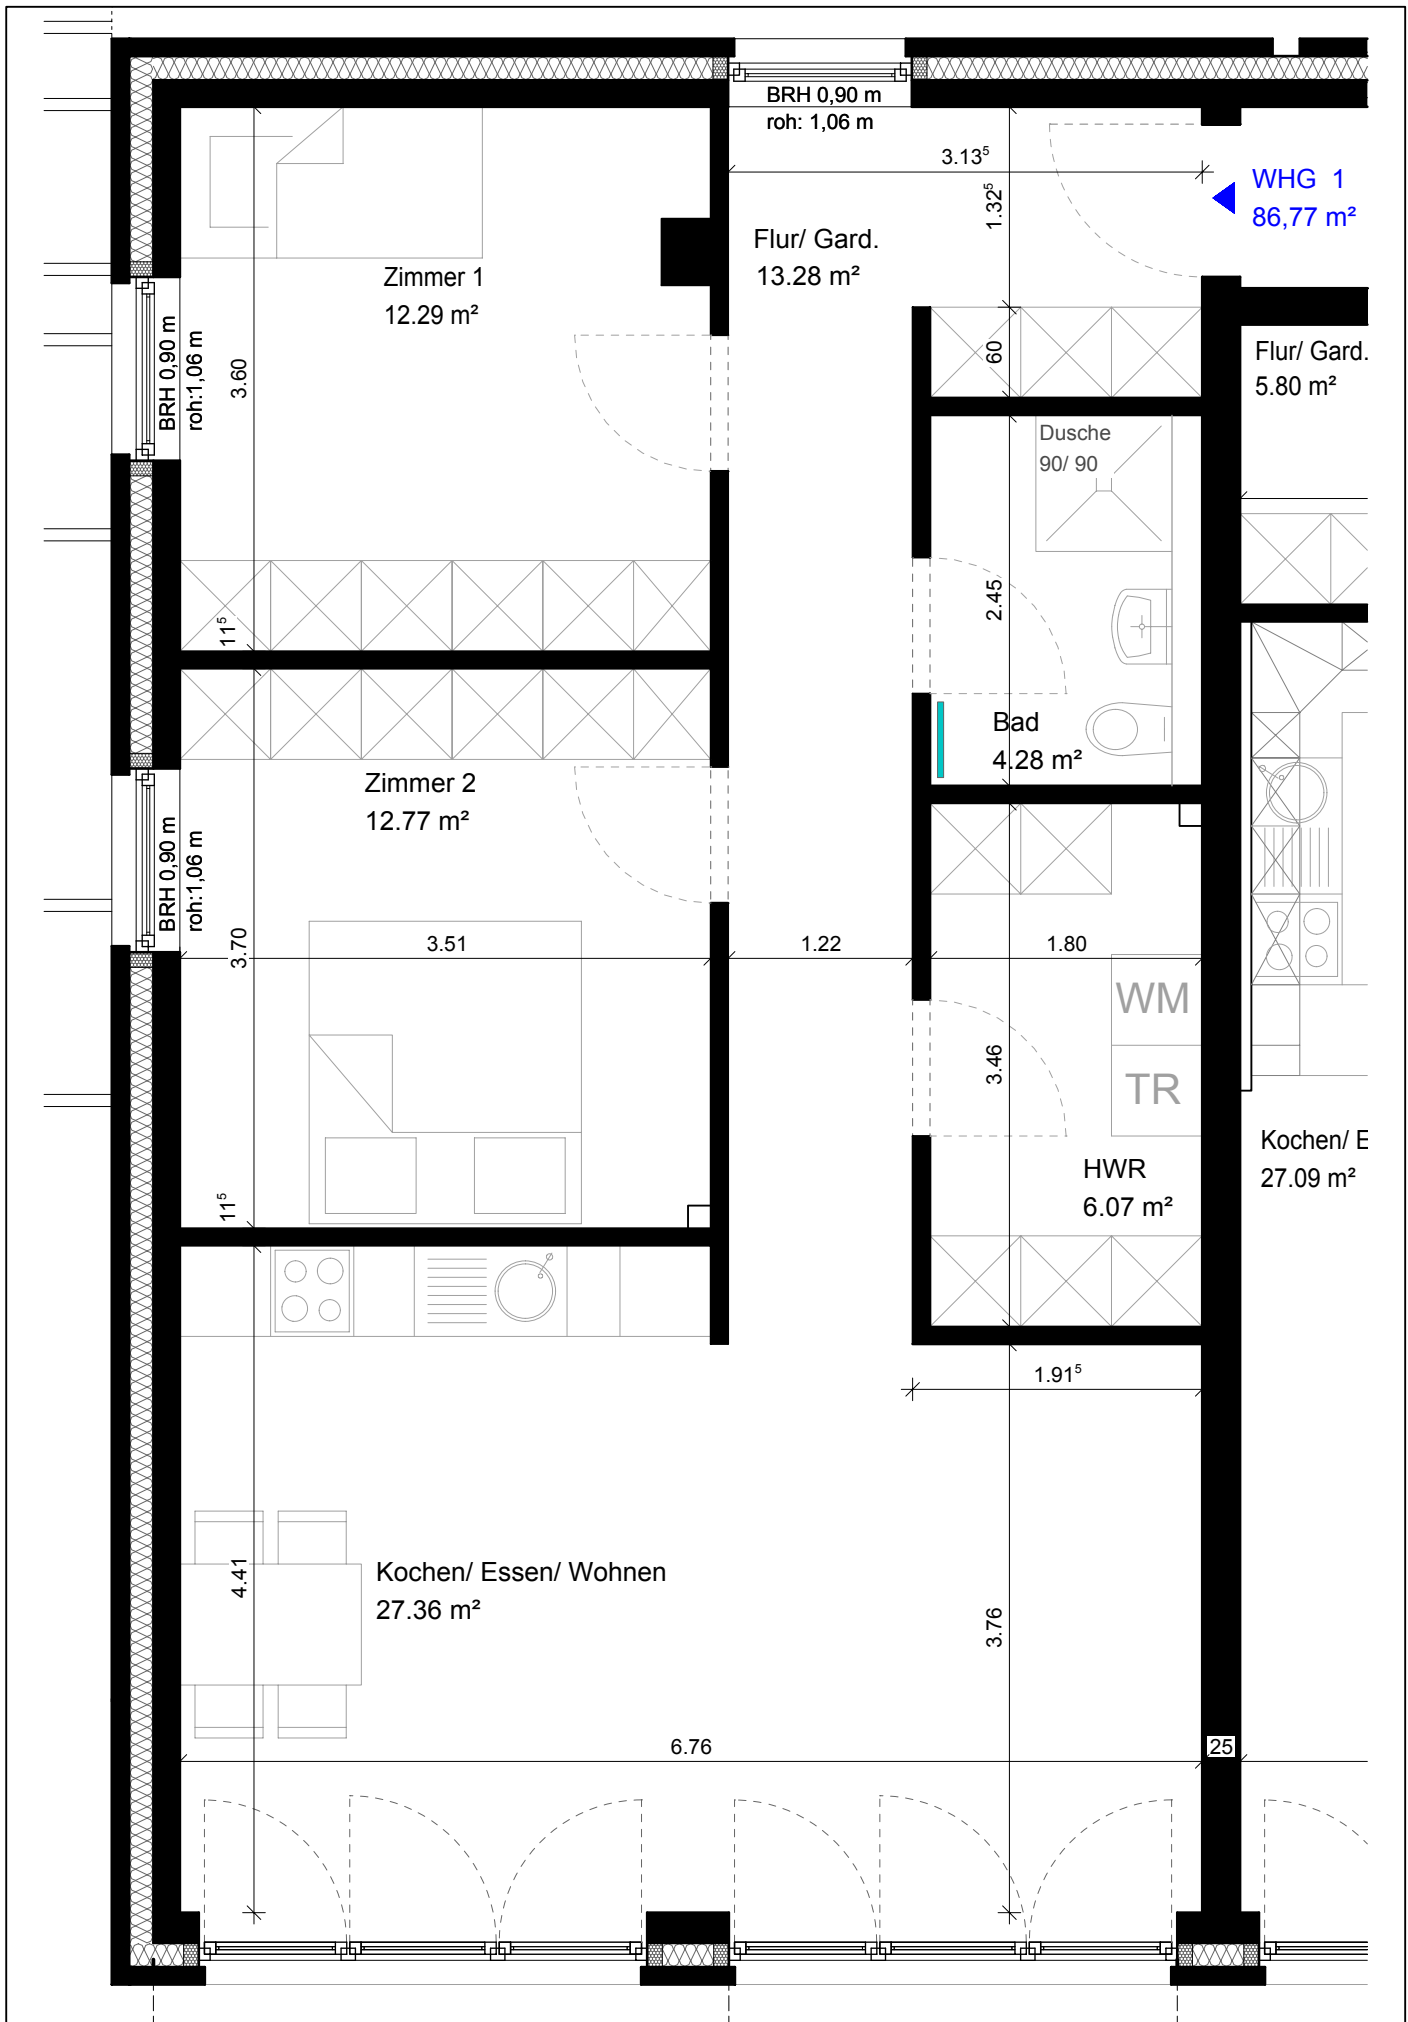 BRH 0,90 m
roh: 1,06 m
3.13⁵
WHG 1
86,77 m²
1.32⁵
Flur/ Gard.
13.28 m²
Zimmer 1
12.29 m²
BRH 0,90 m
roh:1,06 m
3.60
60
Flur/ Gard.
5.80 m²
Dusche
90/ 90
2.45
11⁵
Bad
4.28 m²
Zimmer 2
12.77 m²
BRH 0,90 m
roh:1,06 m
3.70
3.51
1.22
1.80
WM
3.46
TR
Kochen/ E
27.09 m²
HWR
6.07 m²
11⁵
1.91⁵
4.41
Kochen/ Essen/ Wohnen
27.36 m²
3.76
6.76
25